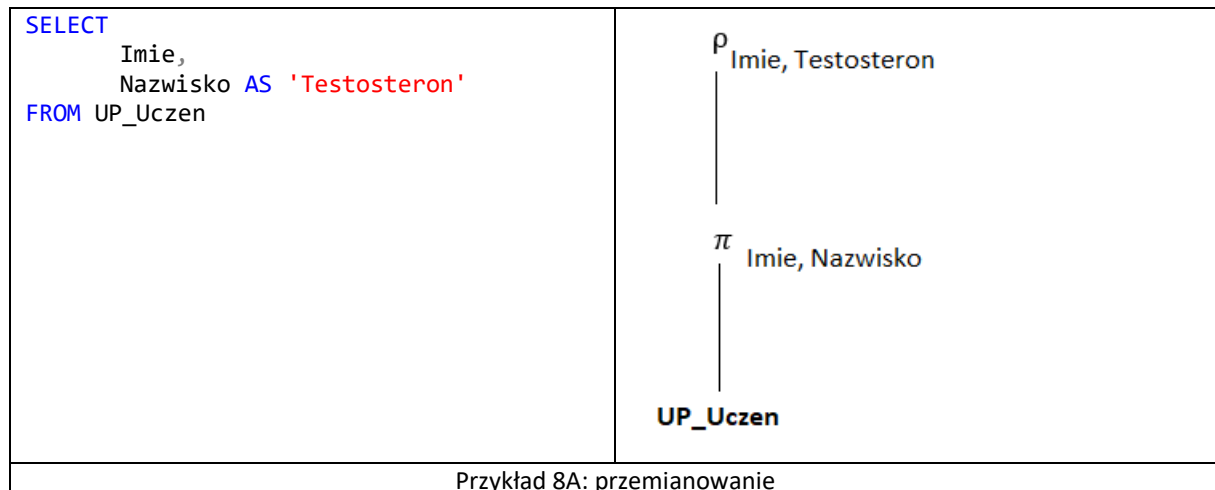 SELECT
Imie,
Nazwisko AS 'Testosteron'
FROM UP_Uczen
ρ Imie, Testosteron
π Imie, Nazwisko
UP_Uczen
Przykład 8A: przemianowanie